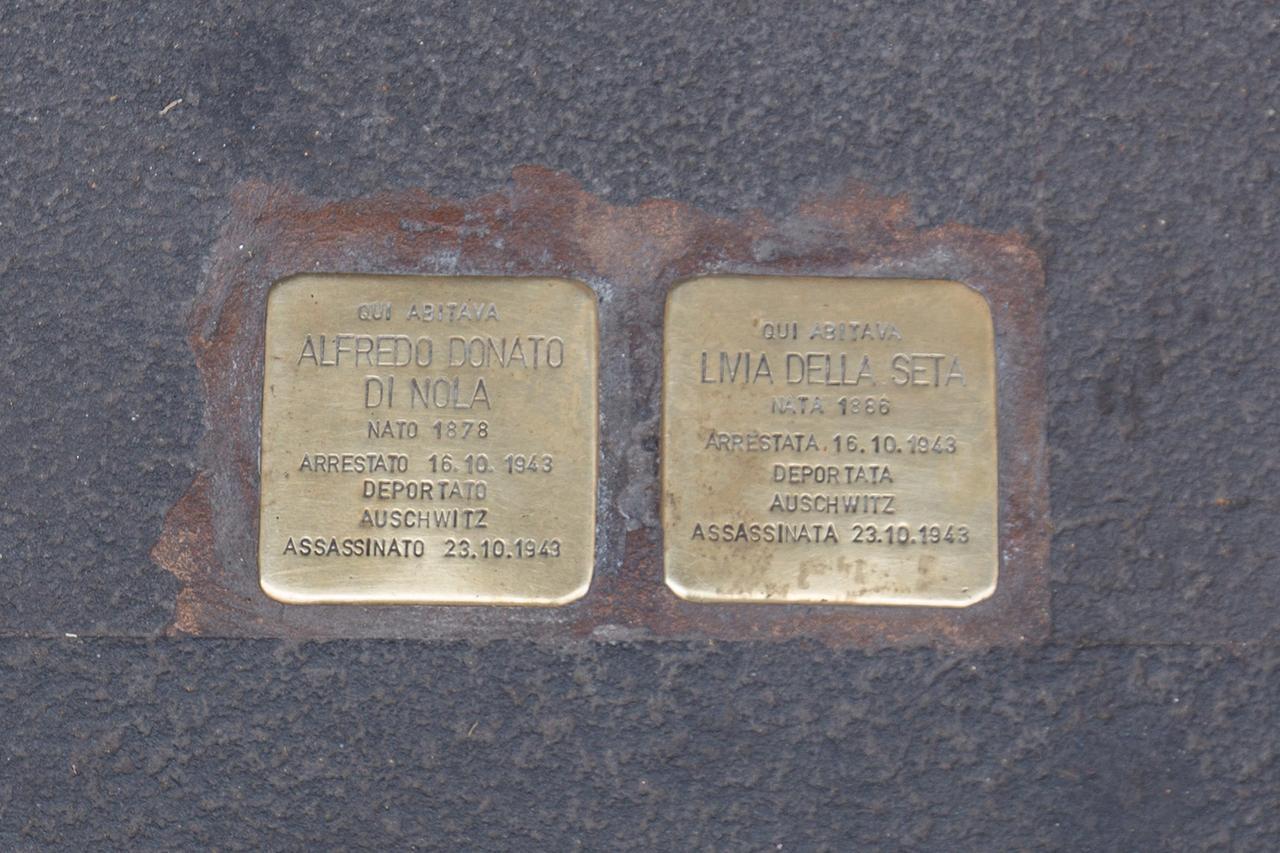 QUI ABITAVA
ALFREDO DONATO
DI NOLA
NATO 1878
ARRESTATO 16.10.1943
DEPORTATO
AUSCHWITZ
ASSASSINATO 23.10.1943
QUI ABITAVA
LIVIA DELLA SETA
NATA 1886
ARRESTATA 16.10.1943
DEPORTATA
AUSCHWITZ
ASSASSINATA 23.10.1943